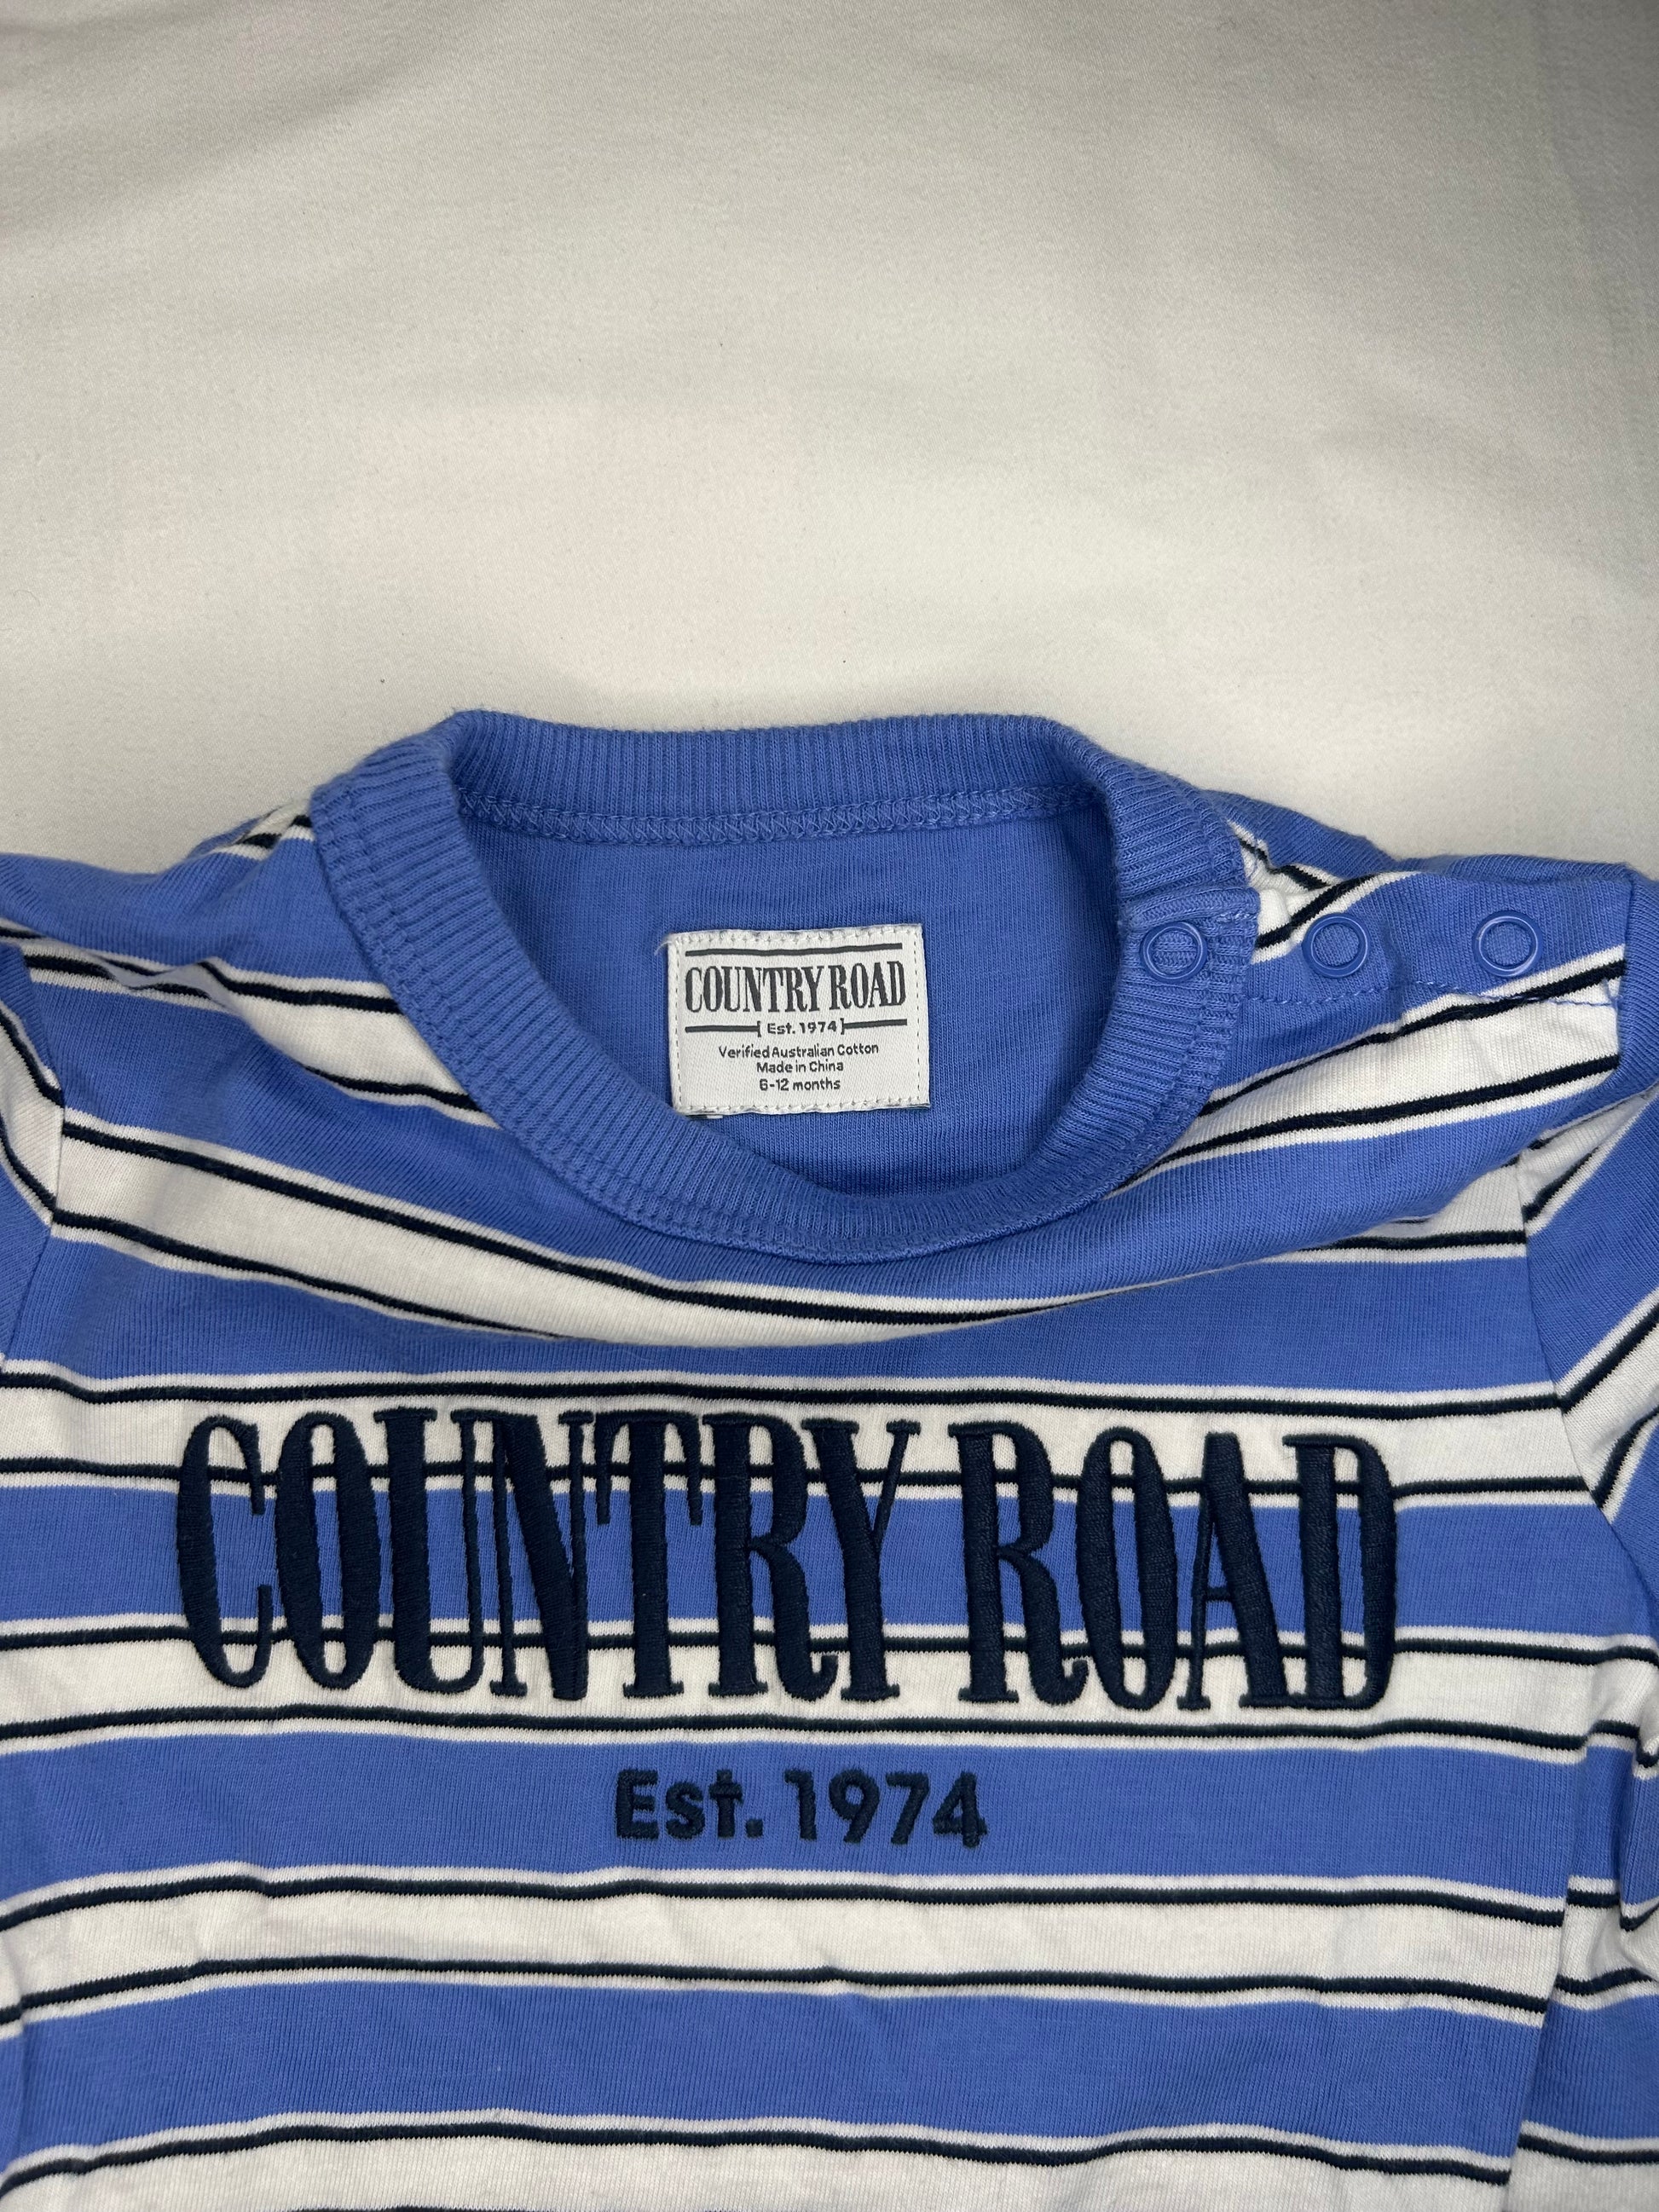 COUNTRY ROAD
Est. 1974
Verified Australian Cotton
Made in China
6-12 months
COUNTRY ROAD
Est. 1974